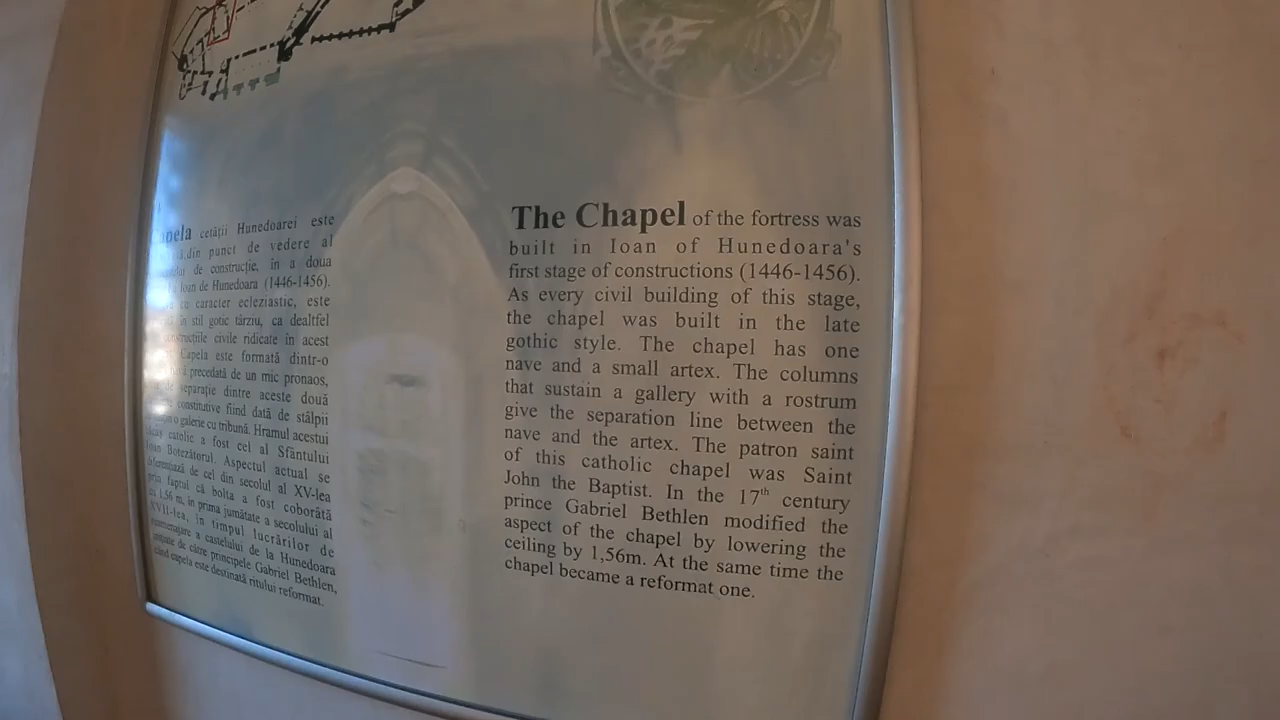 cetății Hunedoarei este
din punct de vedere al
de construcție, în a doua
Ioan de Hunedoara (1446-1456).
cu caracter ecleziastic, este
în stil gotic târziu, ca dealtfel
civile ridicate în acest
Capela este formată dintr-o
precedată de un mic pronaos,
de separație dintre aceste două
constitutive fiind dată de stâlpii
o galerie cu tribună. Hramul acestui
catolic a fost cel al Sfântului
Botezătorul. Aspectul actual se
de cel din secolul al XV-lea
prin faptul că bolta a fost coborâtă
cu 1,56 m, în prima jumătate a secolului al
XVII-lea, în timpul lucrărilor de
a castelului de la Hunedoara
de către principele Gabriel Bethlen,
când capela este destinată ritului reformat.
The Chapel of the fortress was
built in Ioan of Hunedoara's
first stage of constructions (1446-1456).
As every civil building of this stage,
the chapel was built in the late
gothic style. The chapel has one
nave and a small artex. The columns
that sustain a gallery with a rostrum
give the separation line between the
nave and the artex. The patron saint
of this catholic chapel was Saint
John the Baptist. In the 17th century
prince Gabriel Bethlen modified the
aspect of the chapel by lowering the
ceiling by 1,56m. At the same time the
chapel became a reformat one.